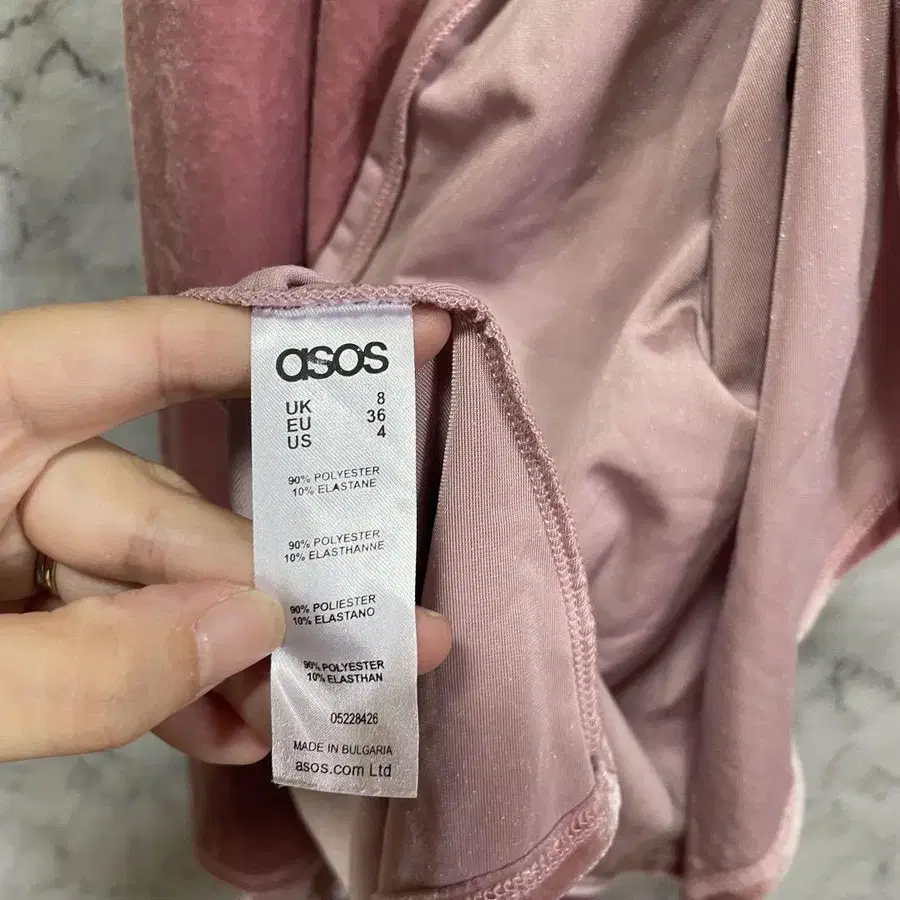 asos
UK 8
EU 36
US 4
90% POLYESTER
10% ELASTANE
90% POLYESTER
10% ELASTHANNE
90% POLIESTER
10% ELASTANO
90% POLYESTER
10% ELASTHAN
05228426
MADE IN BULGARIA
asos.com Ltd